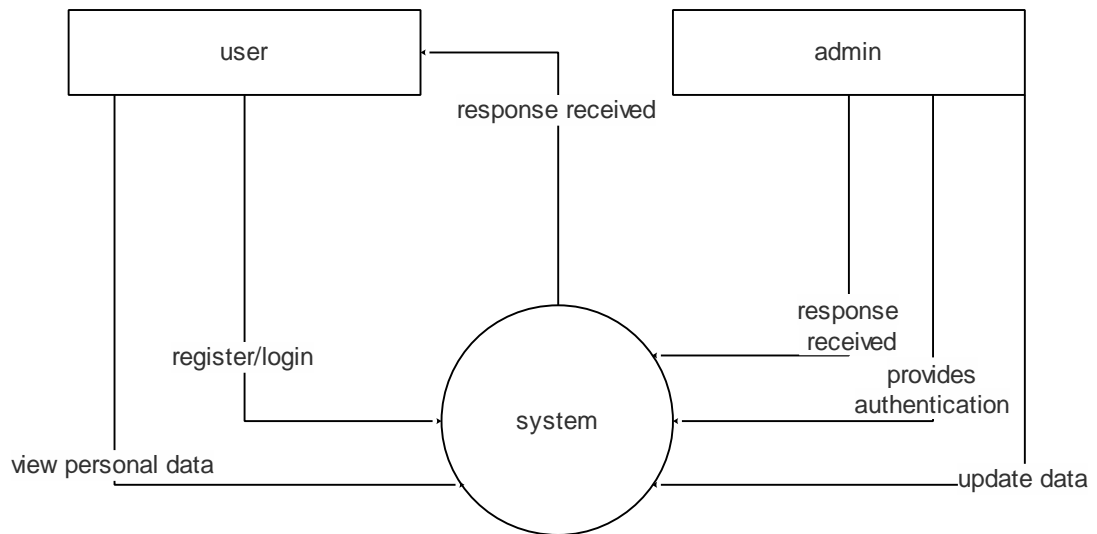 user
admin
response received
response
received
register/login
provides
authentication
system
view personal data
update data